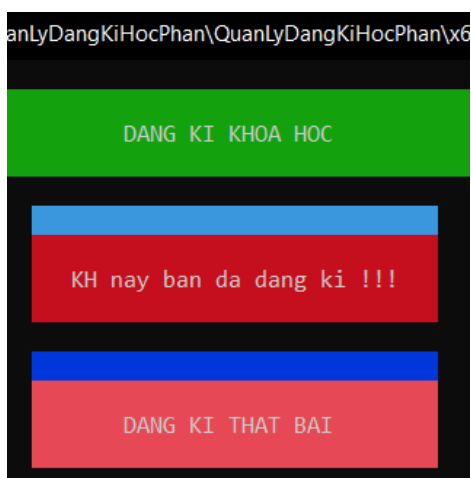 anLyDangKiHocPhan\QuanLyDangKiHocPhan\x6
DANG KI KHOA HOC
KH nay ban da dang ki !!!
DANG KI THAT BAI